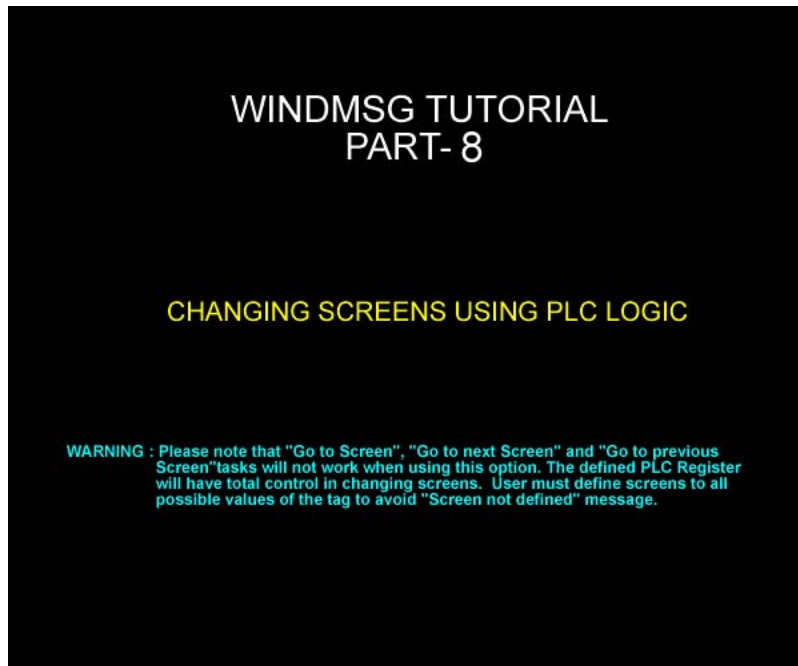 WINDMSG TUTORIAL
PART- 8
CHANGING SCREENS USING PLC LOGIC
WARNING : Please note that "Go to Screen", "Go to next Screen" and "Go to previous
Screen"tasks will not work when using this option. The defined PLC Register
will have total control in changing screens.  User must define screens to all
possible values of the tag to avoid "Screen not defined" message.